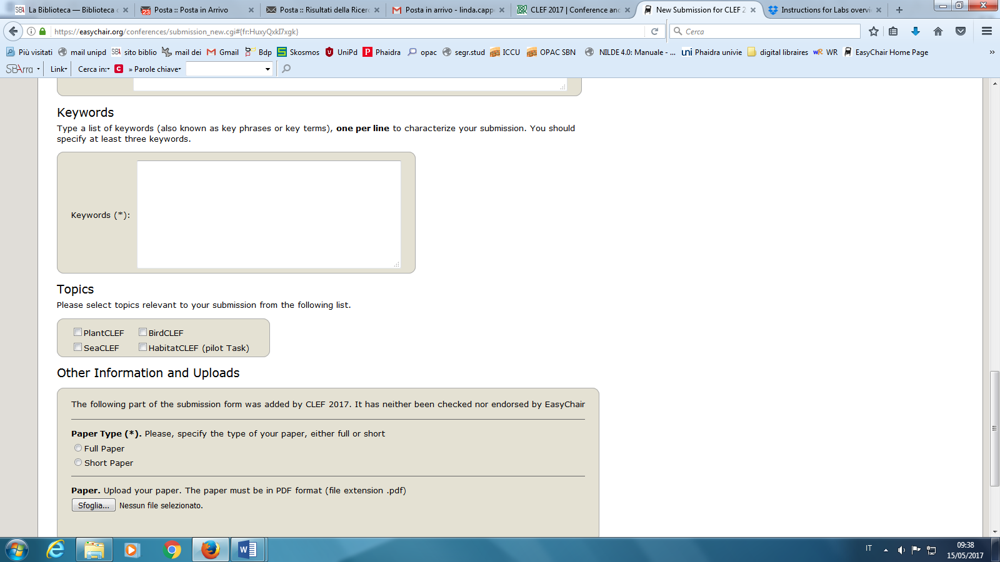 La Biblioteca — Biblioteca
Posta :: Posta in Arrivo
Posta :: Risultati della Ricer
Posta in arrivo - linda.capp
CLEF 2017 | Conference an
New Submission for CLEF 2
Instructions for Labs overvi
https://easychair.org/conferences/submission_new.cgi#{fr:HuxyQxkI7xgk}
Cerca
Più visitati mail unipd SBA sito biblio mail dei Gmail Bdp Skosmos UniPd Phaidra opac segr.stud ICCU OPAC SBN NILDE 4.0: Manuale - ... uni Phaidra univie digital libraires WR WR EasyChair Home Page »
SBArra Link Cerca in: C » Parole chiave
Keywords
Type a list of keywords (also known as key phrases or key terms), one per line to characterize your submission. You should
specify at least three keywords.
Keywords (*):
Topics
Please select topics relevant to your submission from the following list.
PlantCLEF BirdCLEF
SeaCLEF HabitatCLEF (pilot Task)
Other Information and Uploads
The following part of the submission form was added by CLEF 2017. It has neither been checked nor endorsed by EasyChair
Paper Type (*). Please, specify the type of your paper, either full or short
Full Paper
Short Paper
Paper. Upload your paper. The paper must be in PDF format (file extension .pdf)
Sfoglia... Nessun file selezionato.
IT
09:38
15/05/2017